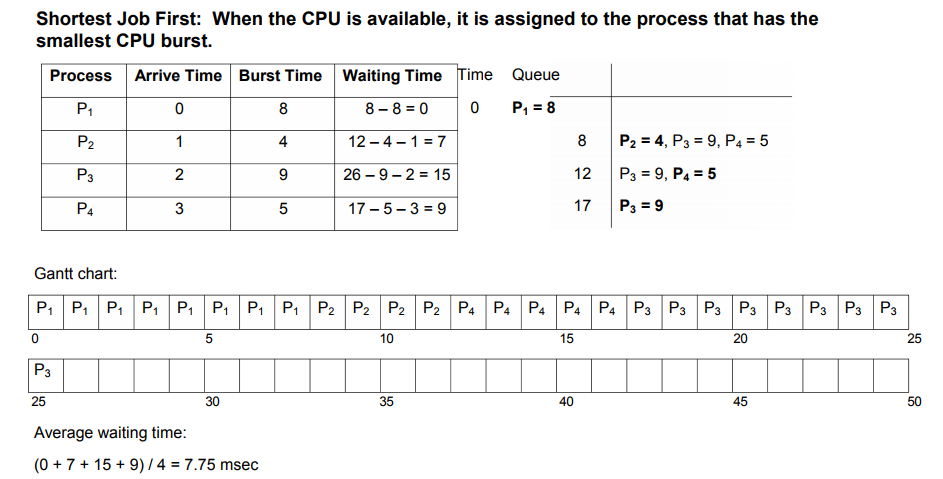 Shortest Job First: When the CPU is available, it is assigned to the process that has the
smallest CPU burst.
Process Arrive Time Burst Time Waiting Time Time Queue
P₁ 0 8 8 – 8 = 0 0 P₁ = 8
P₂ 1 4 12 – 4 – 1 = 7 8 P₂ = 4, P₃ = 9, P₄ = 5
P₃ 2 9 26 – 9 – 2 = 15 12 P₃ = 9, P₄ = 5
P₄ 3 5 17 – 5 – 3 = 9 17 P₃ = 9
Gantt chart:
P₁ P₁ P₁ P₁ P₁ P₁ P₁ P₁ P₂ P₂ P₂ P₂ P₄ P₄ P₄ P₄ P₄ P₃ P₃ P₃ P₃ P₃ P₃ P₃ P₃
0 5 10 15 20 25
P₃
25 30 35 40 45 50
Average waiting time:
(0 + 7 + 15 + 9) / 4 = 7.75 msec